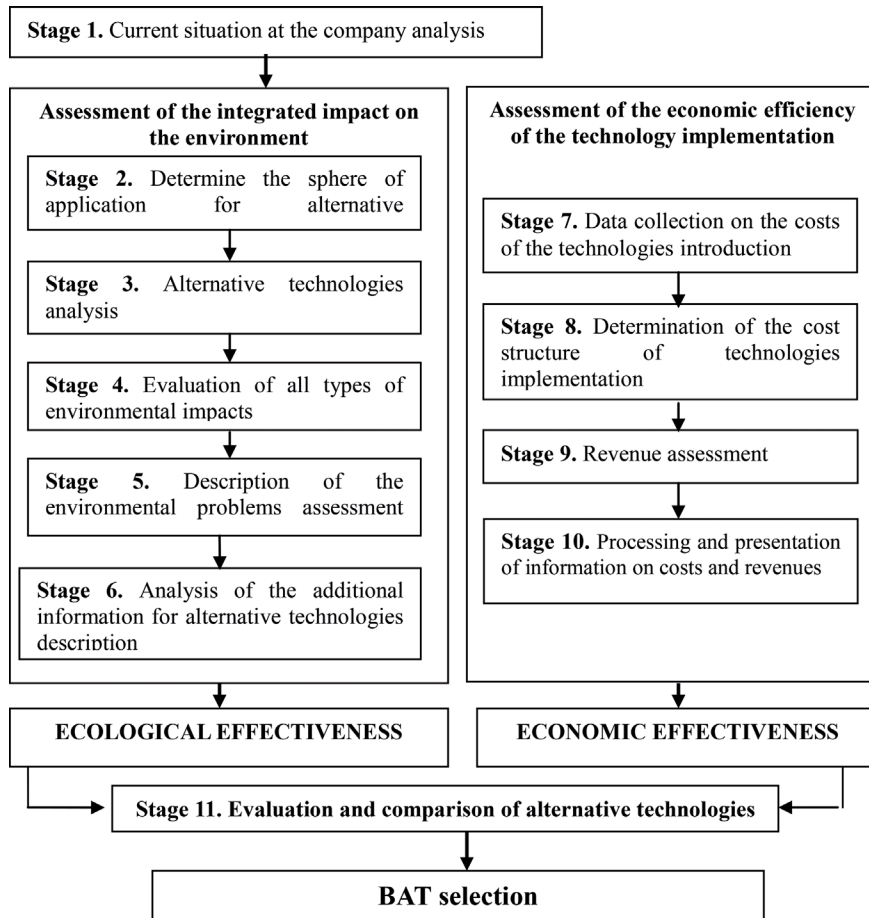 Stage 1. Current situation at the company analysis
Assessment of the integrated impact on
the environment
Stage 2. Determine the sphere of
application for alternative
Stage 3. Alternative technologies
analysis
Stage 4. Evaluation of all types of
environmental impacts
Stage 5. Description of the
environmental problems assessment
Stage 6. Analysis of the additional
information for alternative technologies
description
ECOLOGICAL EFFECTIVENESS
Assessment of the economic efficiency
of the technology implementation
Stage 7. Data collection on the costs
of the technologies introduction
Stage 8. Determination of the cost
structure of technologies
implementation
Stage 9. Revenue assessment
Stage 10. Processing and presentation
of information on costs and revenues
ECONOMIC EFFECTIVENESS
Stage 11. Evaluation and comparison of alternative technologies
BAT selection